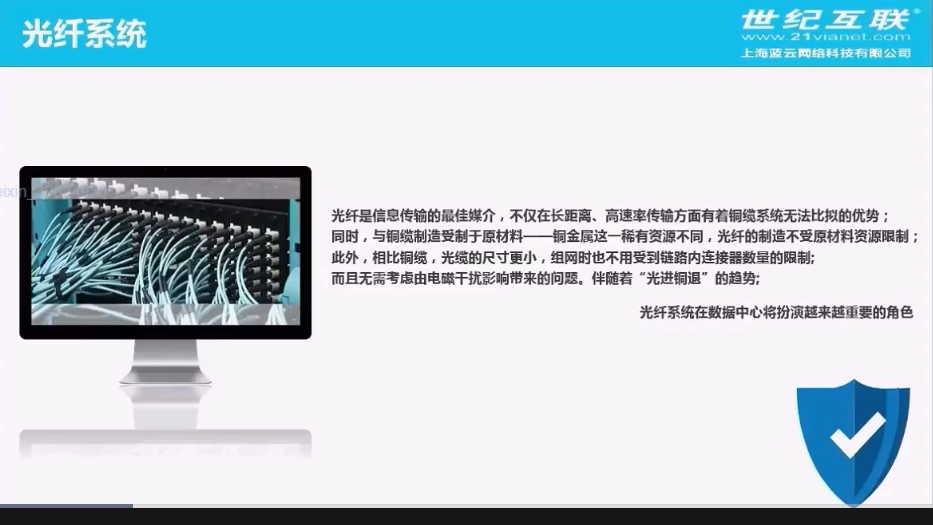 光纤系统
世纪互联®
www.21vianet.com
上海蓝云网络科技有限公司
光纤是信息传输的最佳媒介，不仅在长距离、高速率传输方面有着铜缆系统无法比拟的优势；
同时，与铜缆制造受制于原材料——铜金属这一稀有资源不同，光纤的制造不受原材料资源限制；
此外，相比铜缆，光缆的尺寸更小，组网时也不用受到链路内连接器数量的限制;
而且无需考虑由电磁干扰影响带来的问题。伴随着“光进铜退”的趋势;
光纤系统在数据中心将扮演越来越重要的角色